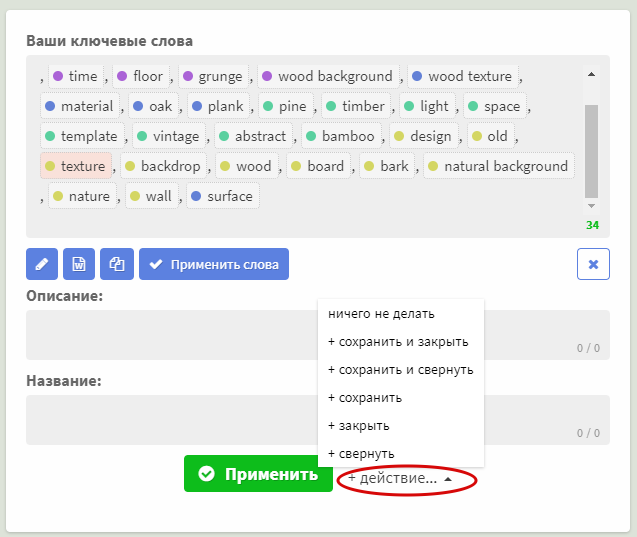 Ваши ключевые слова
, time , floor , grunge , wood background , wood texture ,
material , oak , plank , pine , timber , light , space ,
template , vintage , abstract , bamboo , design , old ,
texture , backdrop , wood , board , bark , natural background
, nature , wall , surface
34
Применить слова
Описание:
0 / 0
Название:
0 / 0
ничего не делать
+ сохранить и закрыть
+ сохранить и свернуть
+ сохранить
+ закрыть
+ свернуть
Применить + действие...